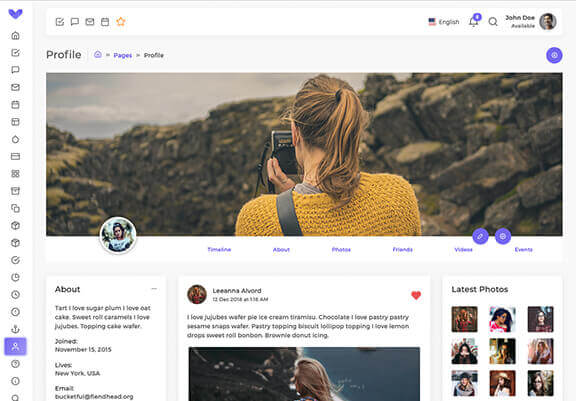 English
6
John Doe
Available
Profile
Pages
Profile
Timeline
About
Photos
Friends
Videos
Events
About
Tart I love sugar plum I love oat
cake. Sweet roll caramels I love
jujubes. Topping cake wafer.
Joined:
November 15, 2015
Lives:
New York, USA
Email:
bucketful@fiendhead.org
Leeanna Alvord
12 Dec 2018 at 1:16 AM
I love jujubes wafer pie ice cream tiramisu. Chocolate I love pastry pastry
sesame snaps wafer. Pastry topping biscuit lollipop topping I love lemon
drops sweet roll bonbon. Brownie donut icing.
Latest Photos